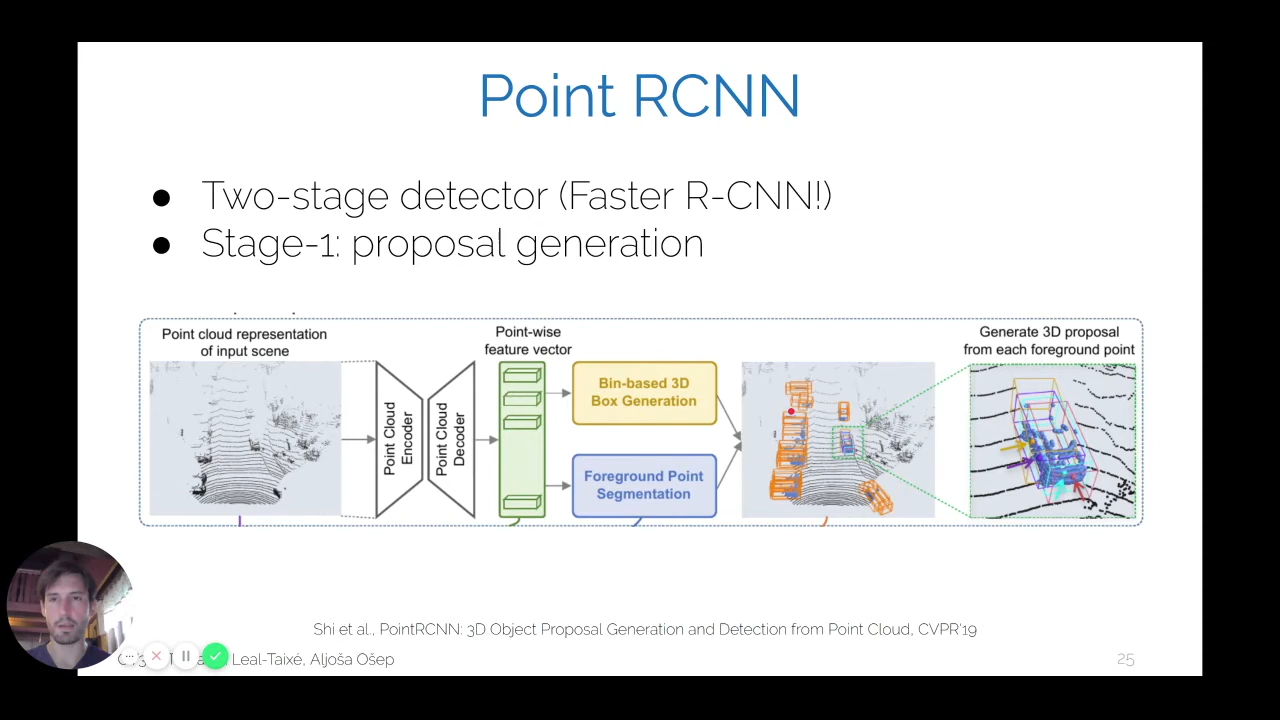 Point RCNN
● Two-stage detector (Faster R-CNN!)
● Stage-1: proposal generation
Point cloud representation
of input scene
Point Cloud
Encoder
Point Cloud
Decoder
Point-wise
feature vector
Bin-based 3D
Box Generation
Foreground Point
Segmentation
Generate 3D proposal
from each foreground point
Shi et al., PointRCNN: 3D Object Proposal Generation and Detection from Point Cloud, CVPR'19
Leal-Taixé, Aljoša Ošep
25